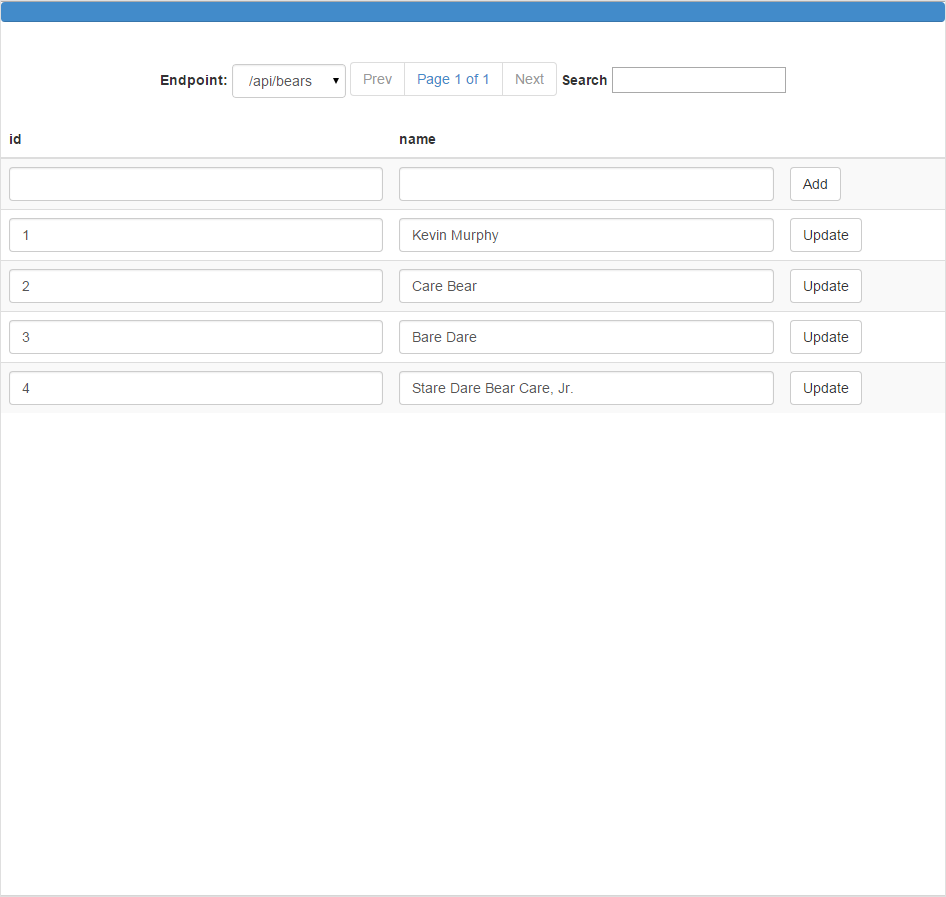 Endpoint: /api/bears Prev Page 1 of 1 Next Search
id name
Add
1 Kevin Murphy Update
2 Care Bear Update
3 Bare Dare Update
4 Stare Dare Bear Care, Jr. Update